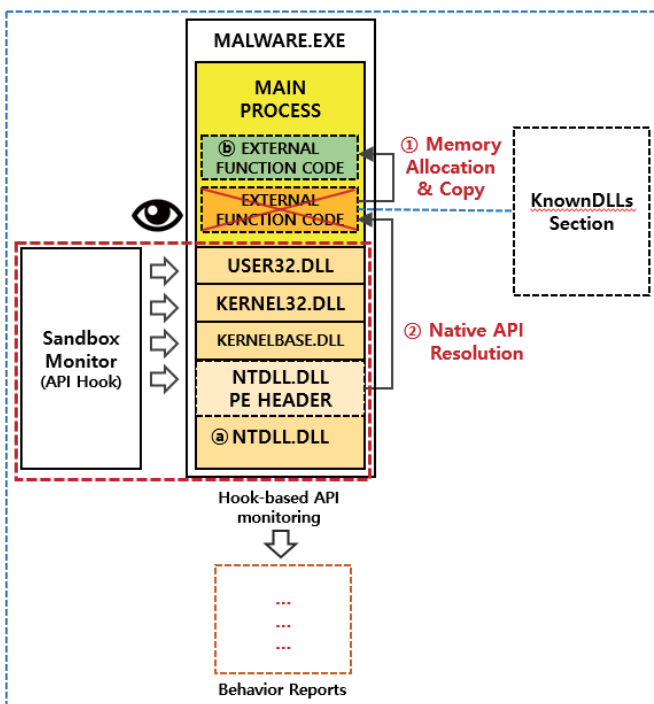 MALWARE.EXE
MAIN
PROCESS
ⓑ EXTERNAL
FUNCTION CODE
EXTERNAL
FUNCTION CODE
① Memory
Allocation
& Copy
KnownDLLs
Section
USER32.DLL
KERNEL32.DLL
KERNELBASE.DLL
NTDLL.DLL
PE HEADER
ⓐ NTDLL.DLL
Sandbox
Monitor
(API Hook)
② Native API
Resolution
Hook-based API
monitoring
...
...
...
Behavior Reports